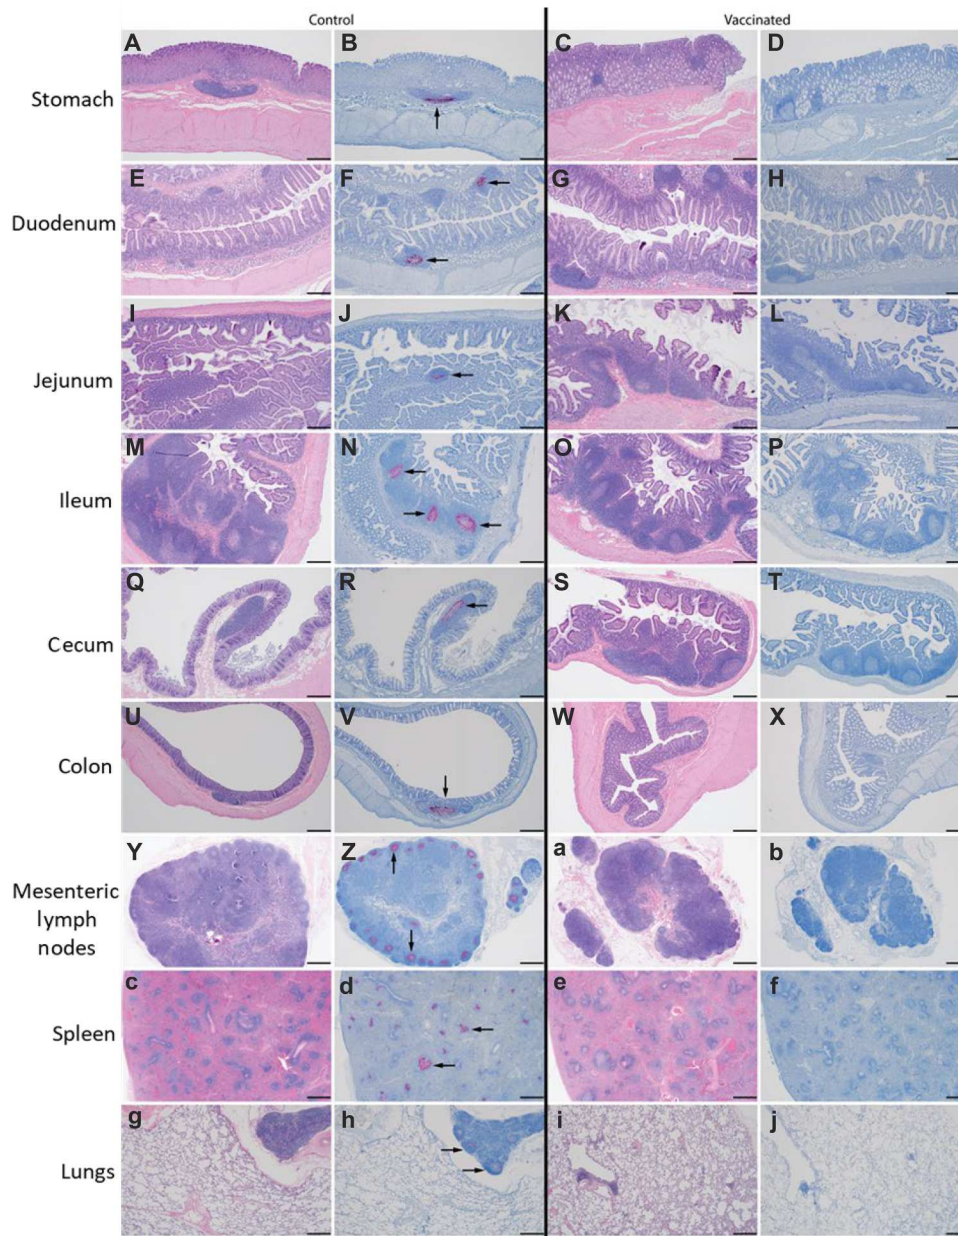 Control Vaccinated
A B C D
Stomach
E F G H
Duodenum
I J K L
Jejunum
M N O P
Ileum
Q R S T
Cecum
U V W X
Colon
Y Z a b
Mesenteric
lymph
nodes
c d e f
Spleen
g h i j
Lungs